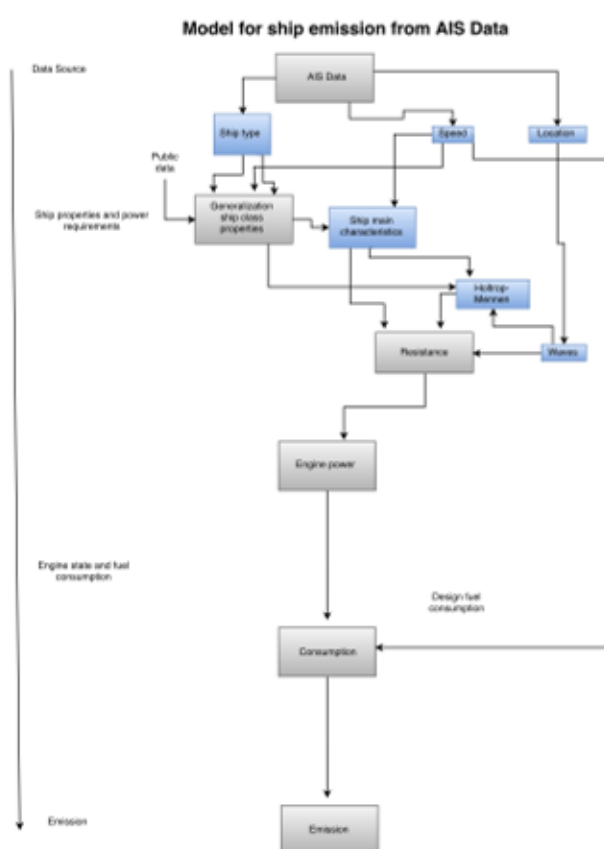 Model for ship emission from AIS Data
Data Source
AIS Data
Ship type
Speed
Location
Public
data
Ship properties and power
requirements
Generalization
ship class
properties
Ship main
characteristics
Holtrop-
Mennen
Resistance
Waves
Engine power
Engine state and fuel
consumption
Design fuel
consumption
Consumption
Emission
Emission